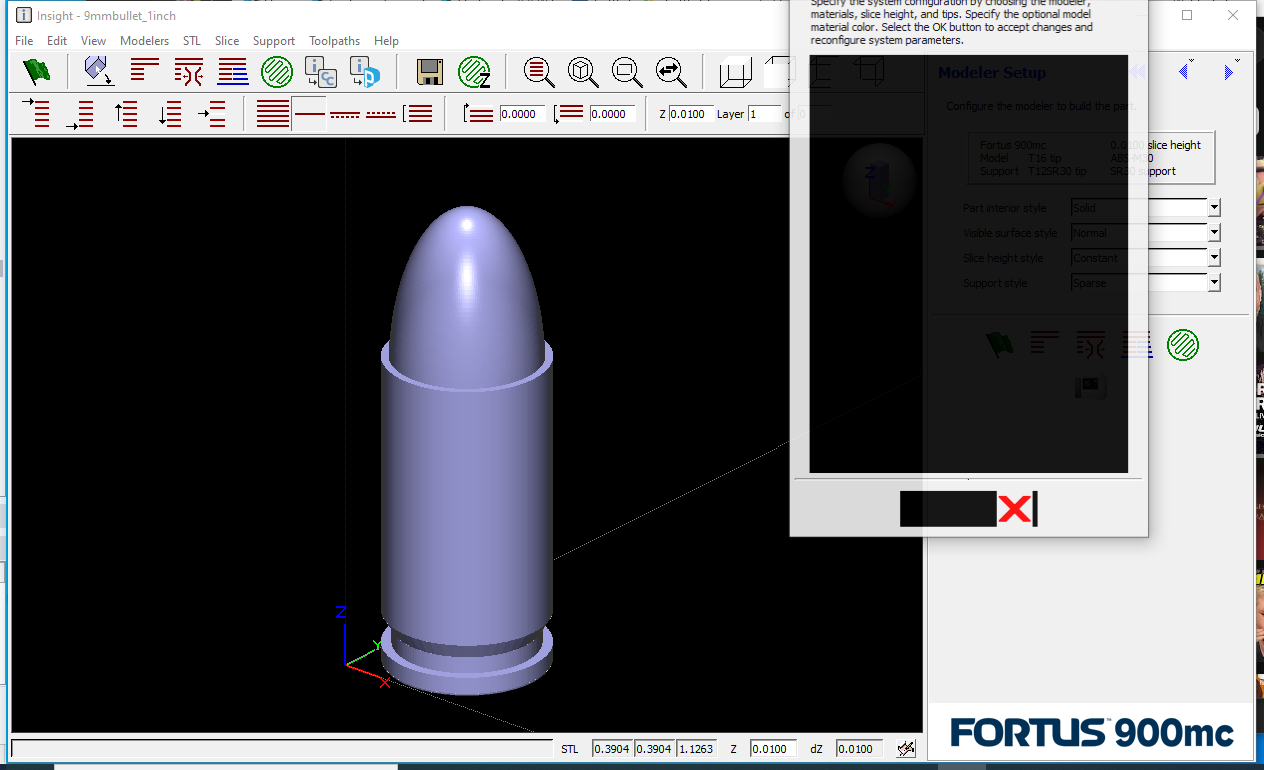 Insight - 9mmbullet_1inch
File Edit View Modelers STL Slice Support Toolpaths Help
Specify the system configuration by choosing the modeler,
materials, slice height, and tips. Specify the optional model
material color. Select the OK button to accept changes and
reconfigure system parameters.
0.0000 0.0000 Z 0.0100 Layer 1 of 0
Modeler Setup
Configure the modeler to build the part.
Fortus 900mc 0.0100 slice height
Model T16 tip ABS-M30
Support T12SR30 tip SR30 support
Part interior style Solid
Visible surface style Normal
Slice height style Constant
Support style Sparse
Z
Z
Y
X
FORTUS™ 900mc
STL 0.3904 0.3904 1.1263 Z 0.0100 dZ 0.0100